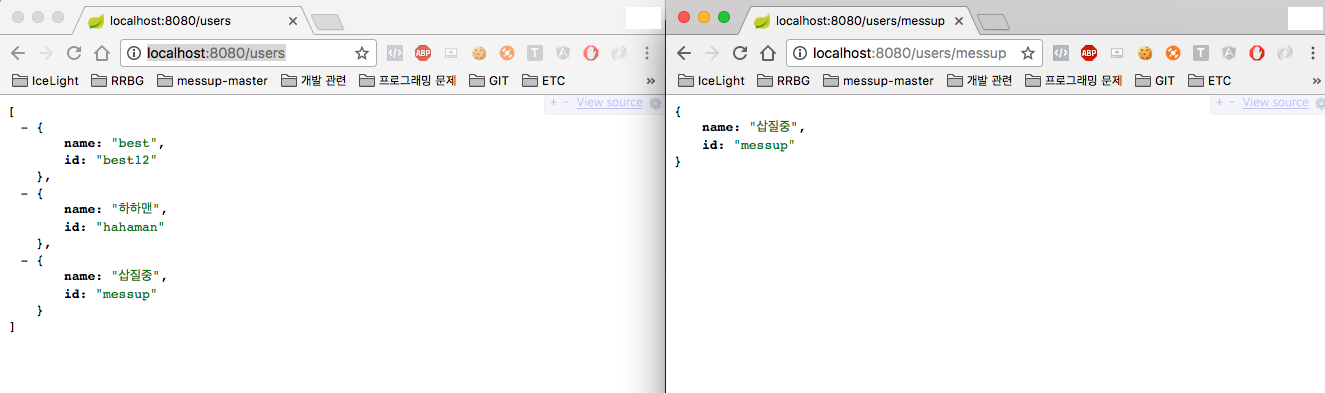 localhost:8080/users
localhost:8080/users
ABP
T
IceLight
RRBG
messup-master
개발 관련
프로그래밍 문제
GIT
ETC
»
+ - View source
[
- {
name: "best",
id: "best12"
},
- {
name: "하하맨",
id: "hahaman"
},
- {
name: "삽질중",
id: "messup"
}
]
localhost:8080/users/messup
localhost:8080/users/messup
ABP
T
IceLight
RRBG
messup-master
개발 관련
프로그래밍 문제
GIT
ETC
»
+ - View source
{
name: "삽질중",
id: "messup"
}